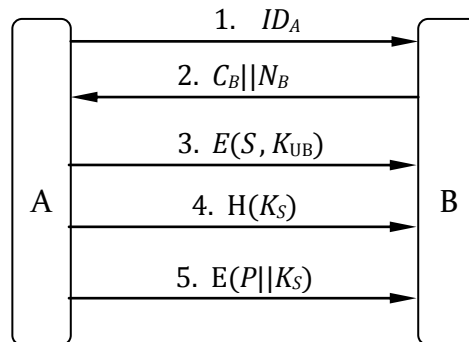 1. ID_A
2. C_B||N_B
3. E(S, K_UB)
A
B
4. H(K_S)
5. E(P||K_S)